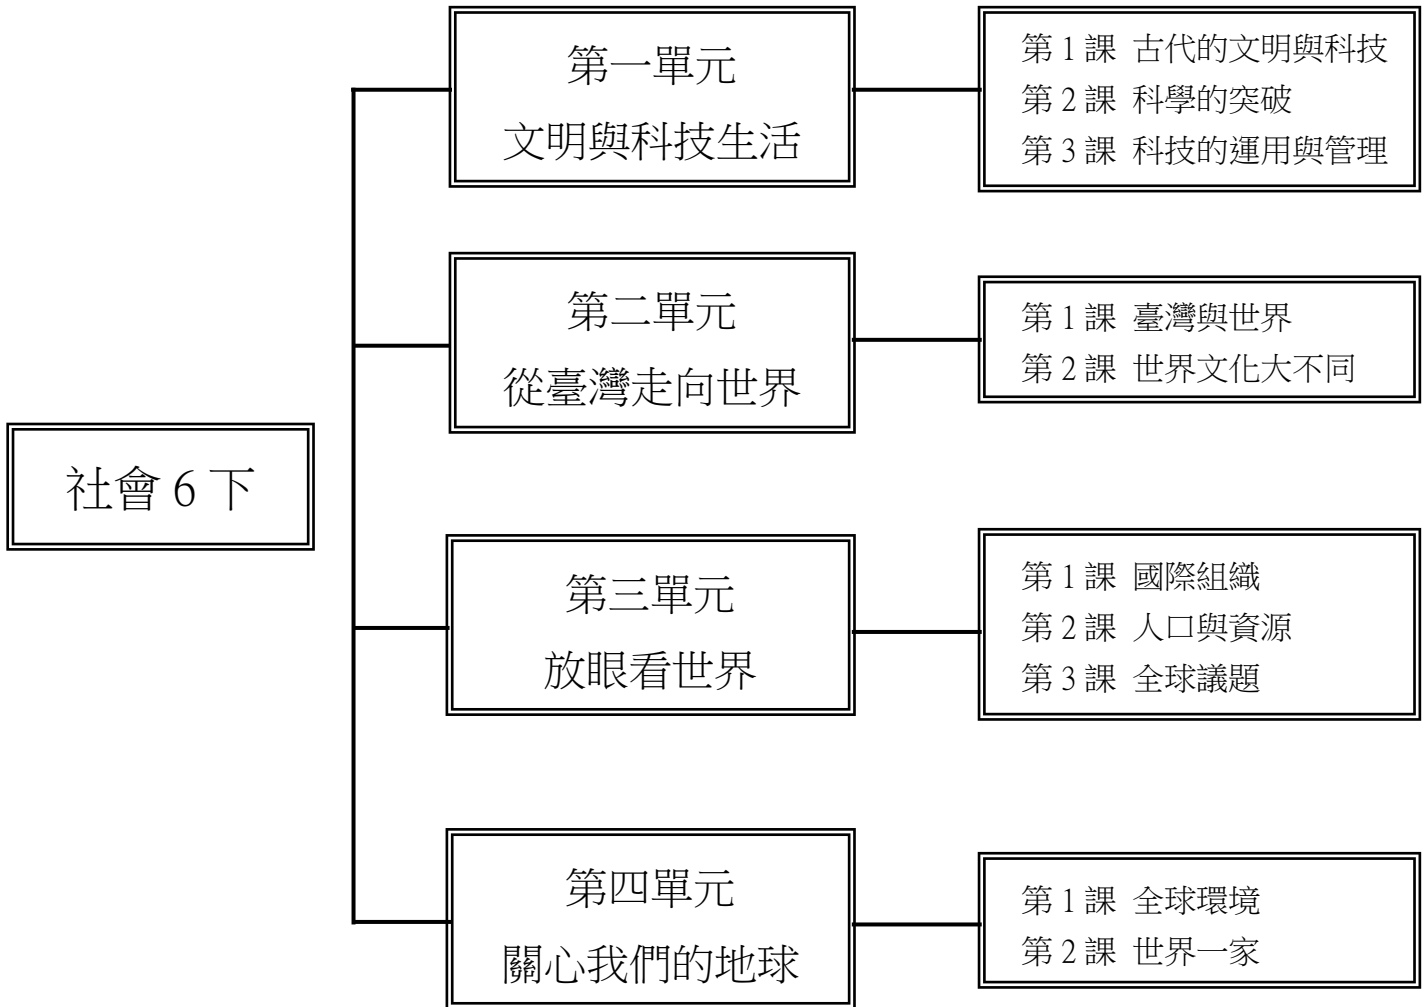 社會 6 下
第一單元
文明與科技生活
第 1 課 古代的文明與科技
第 2 課 科學的突破
第 3 課 科技的運用與管理
第二單元
從臺灣走向世界
第 1 課 臺灣與世界
第 2 課 世界文化大不同
第三單元
放眼看世界
第 1 課 國際組織
第 2 課 人口與資源
第 3 課 全球議題
第四單元
關心我們的地球
第 1 課 全球環境
第 2 課 世界一家